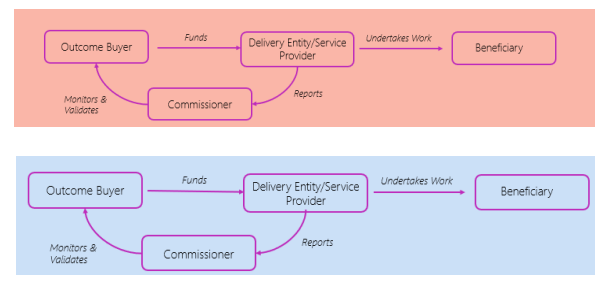 Funds
Undertakes Work
Outcome Buyer
Delivery Entity/Service
Provider
Beneficiary
Monitors &
Validates
Commissioner
Reports
Funds
Undertakes Work
Outcome Buyer
Delivery Entity/Service
Provider
Beneficiary
Monitors &
Validates
Commissioner
Reports